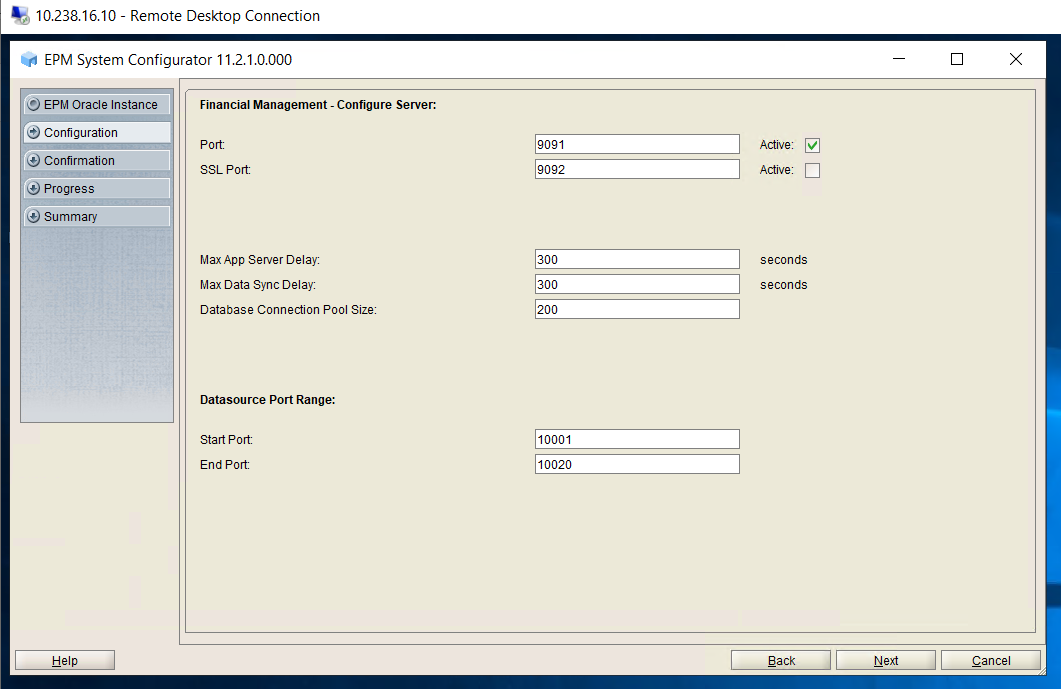 10.238.16.10 - Remote Desktop Connection
EPM System Configurator 11.2.1.0.000
EPM Oracle Instance
Configuration
Confirmation
Progress
Summary
Financial Management - Configure Server:
Port: 9091 Active:
SSL Port: 9092 Active:
Max App Server Delay: 300 seconds
Max Data Sync Delay: 300 seconds
Database Connection Pool Size: 200
Datasource Port Range:
Start Port: 10001
End Port: 10020
Help Back Next Cancel